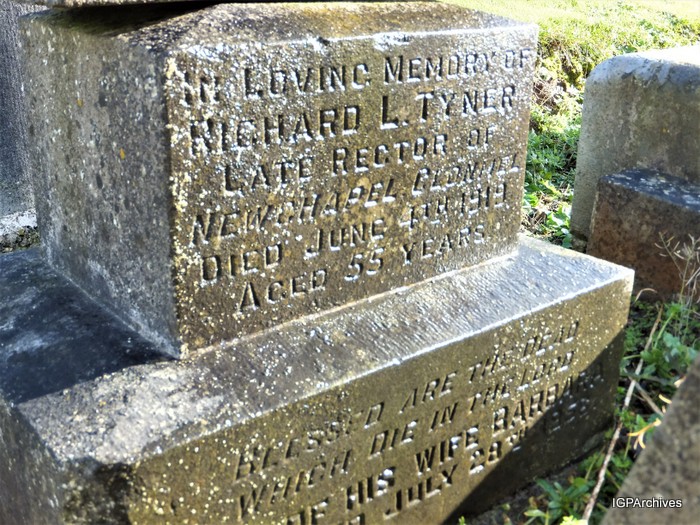 IN LOVING MEMORY OF
RICHARD L. TYNER
LATE RECTOR OF
NEWCHAPEL CLONMEL
DIED JUNE 4TH 1919
AGED 55 YEARS.
BLESSED ARE THE DEAD
WHICH DIE IN THE LORD
OF HIS WIFE BARBARA
JULY 28
IGPArchives